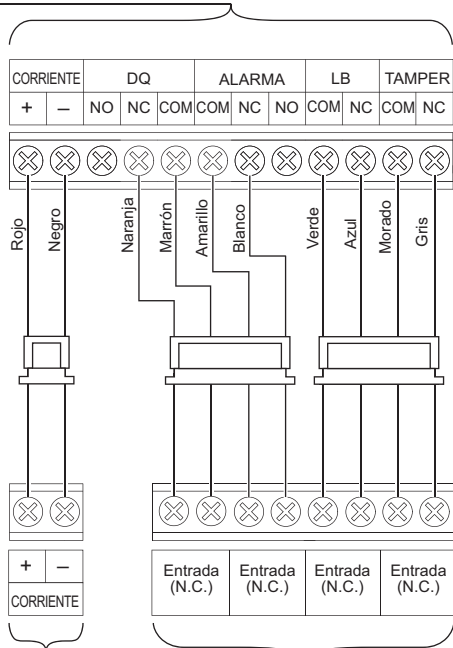 CORRIENTE DQ ALARMA LB TAMPER
+ – NO NC COM COM NC NO COM NC COM NC
Rojo
Negro
Naranja
Marrón
Amarillo
Blanco
Verde
Azul
Morado
Gris
+ –
CORRIENTE
Entrada
(N.C.)
Entrada
(N.C.)
Entrada
(N.C.)
Entrada
(N.C.)